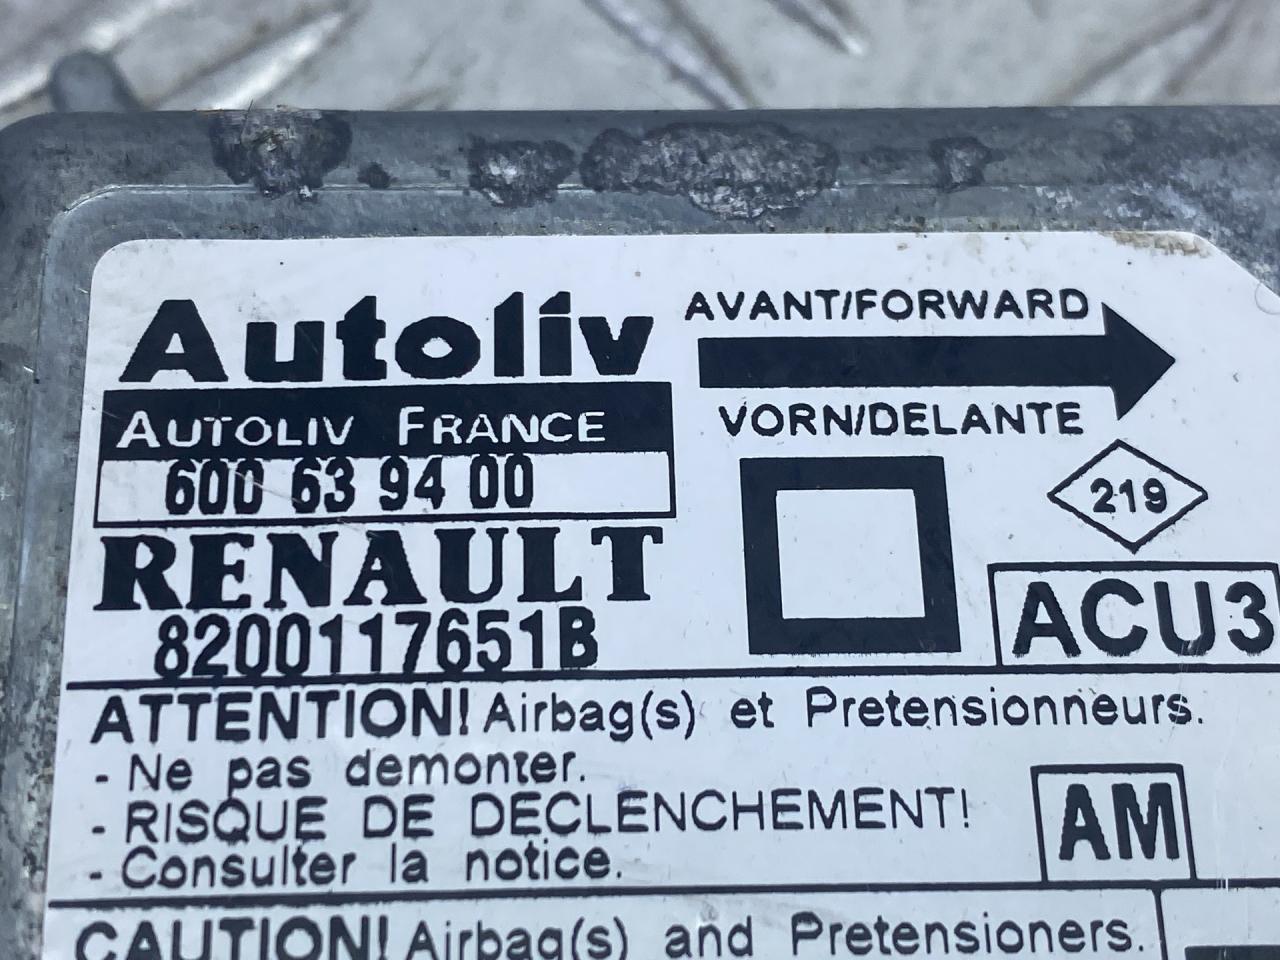 Autoliv
AUTOLIV FRANCE
600 63 94 00
RENAULT
8200117651B
AVANT/FORWARD
VORN/DELANTE
219
ACU3
ATTENTION! Airbag(s) et Pretensionneurs.
- Ne pas demonter.
- RISQUE DE DECLENCHEMENT!
- Consulter la notice.
AM
CAUTION! Airbag(s) and Pretensioners.